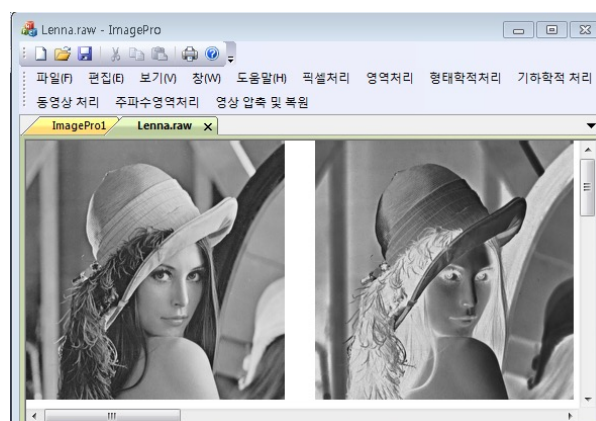 Lenna.raw - ImagePro
파일(F) 편집(E) 보기(V) 창(W) 도움말(H) 픽셀처리 영역처리 형태학적처리 기하학적 처리
동영상 처리 주파수영역처리 영상 압축 및 복원
ImagePro1 Lenna.raw